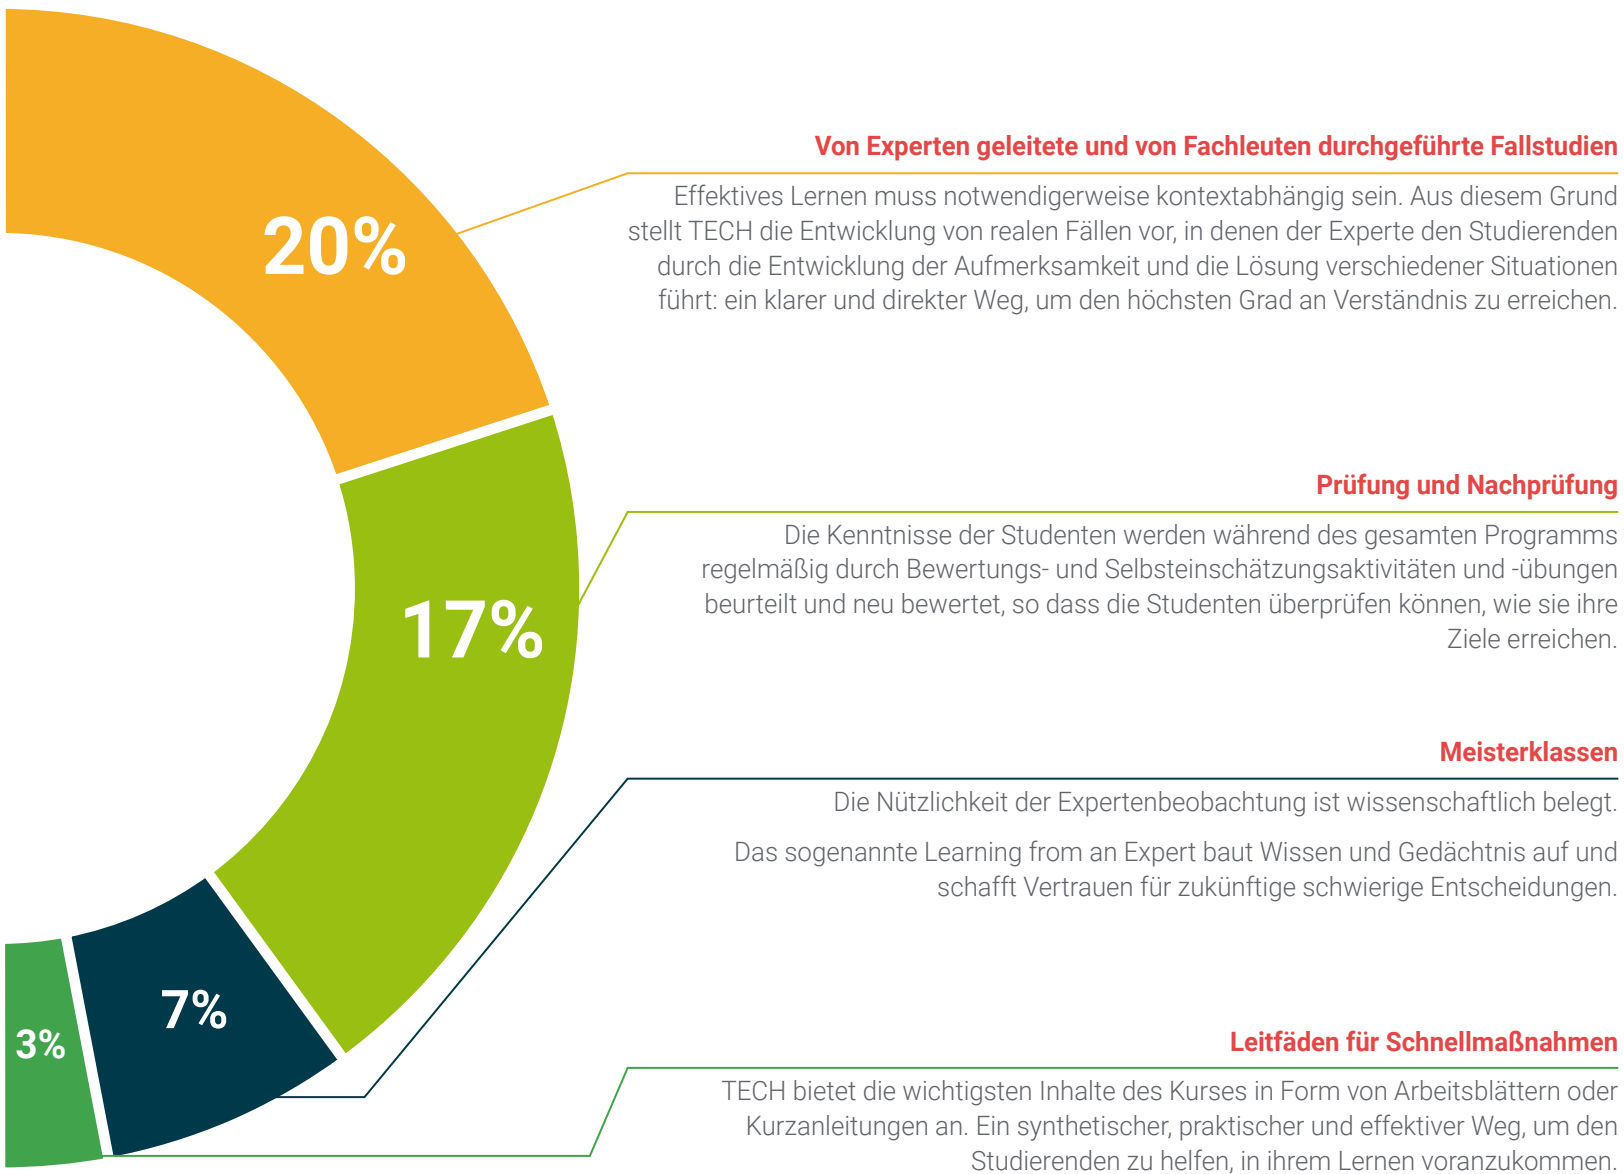 20%
Von Experten geleitete und von Fachleuten durchgeführte Fallstudien
Effektives Lernen muss notwendigerweise kontextabhängig sein. Aus diesem Grund
stellt TECH die Entwicklung von realen Fällen vor, in denen der Experte den Studierenden
durch die Entwicklung der Aufmerksamkeit und die Lösung verschiedener Situationen
führt: ein klarer und direkter Weg, um den höchsten Grad an Verständnis zu erreichen.
17%
Prüfung und Nachprüfung
Die Kenntnisse der Studenten werden während des gesamten Programms
regelmäßig durch Bewertungs- und Selbsteinschätzungsaktivitäten und -übungen
beurteilt und neu bewertet, so dass die Studenten überprüfen können, wie sie ihre
Ziele erreichen.
7%
Meisterklassen
Die Nützlichkeit der Expertenbeobachtung ist wissenschaftlich belegt.
Das sogenannte Learning from an Expert baut Wissen und Gedächtnis auf und
schafft Vertrauen für zukünftige schwierige Entscheidungen.
3%
Leitfäden für Schnellmaßnahmen
TECH bietet die wichtigsten Inhalte des Kurses in Form von Arbeitsblättern oder
Kurzanleitungen an. Ein synthetischer, praktischer und effektiver Weg, um den
Studierenden zu helfen, in ihrem Lernen voranzukommen.